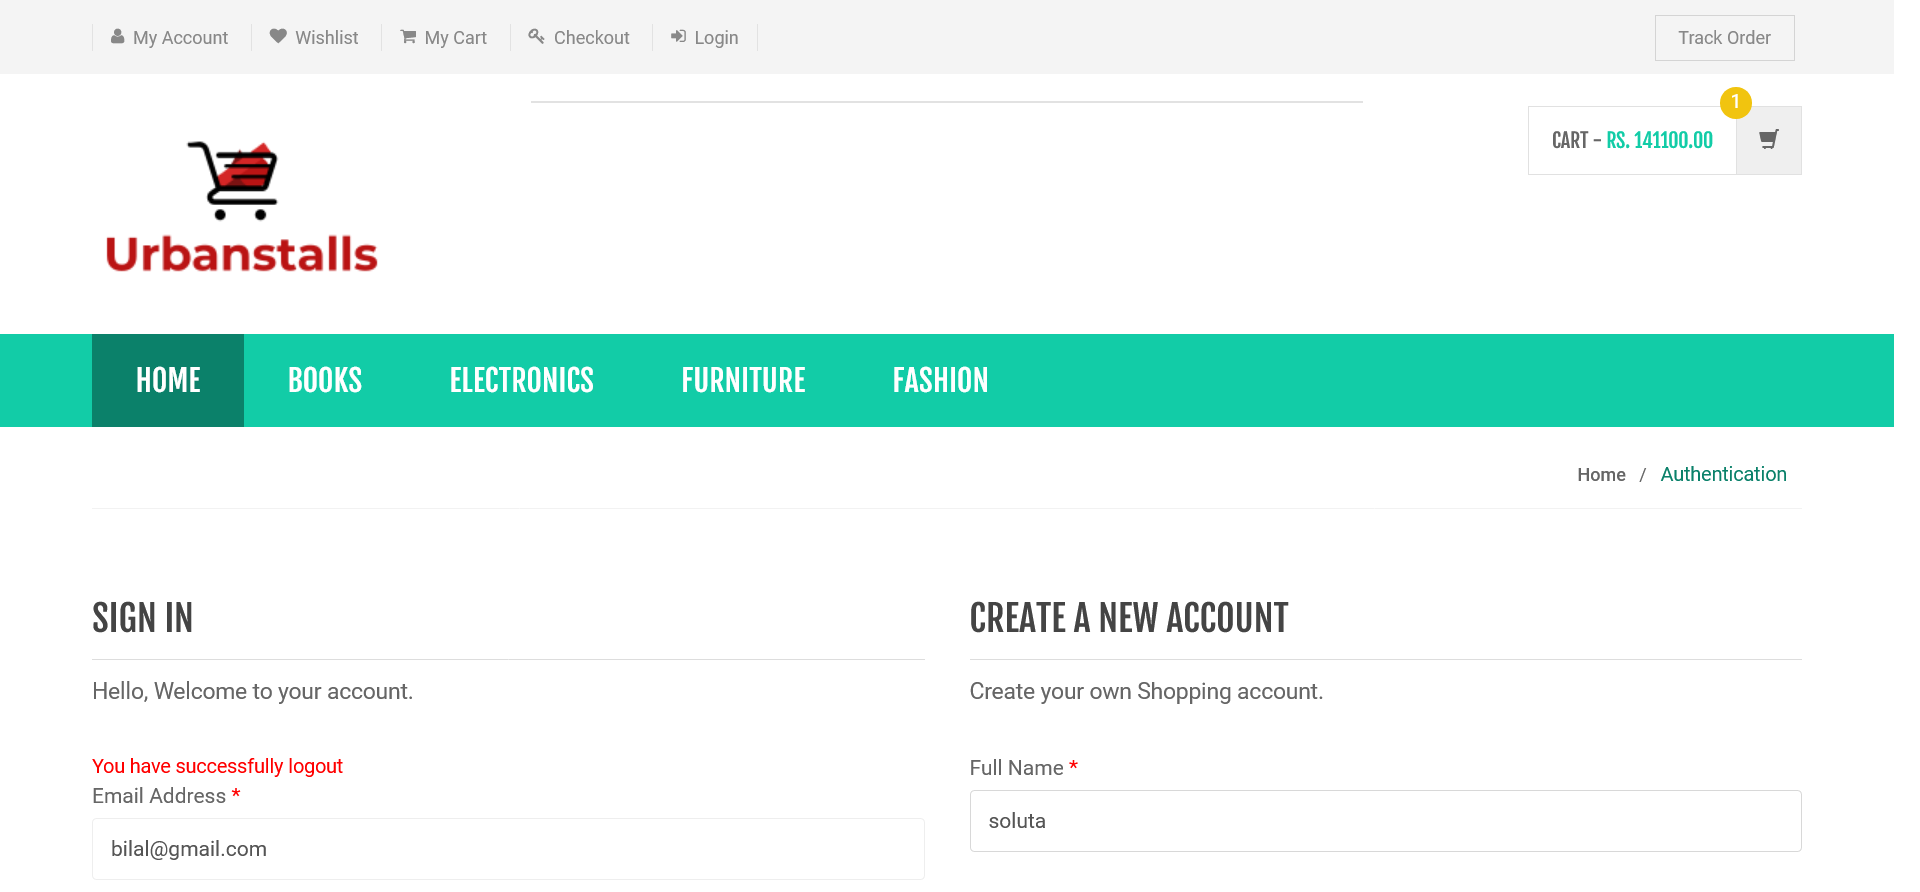 My Account Wishlist My Cart Checkout Login Track Order
1
CART - RS. 141100.00
Urbanstalls
HOME BOOKS ELECTRONICS FURNITURE FASHION
Home / Authentication
SIGN IN
Hello, Welcome to your account.
You have successfully logout
Email Address *
bilal@gmail.com
CREATE A NEW ACCOUNT
Create your own Shopping account.
Full Name *
soluta